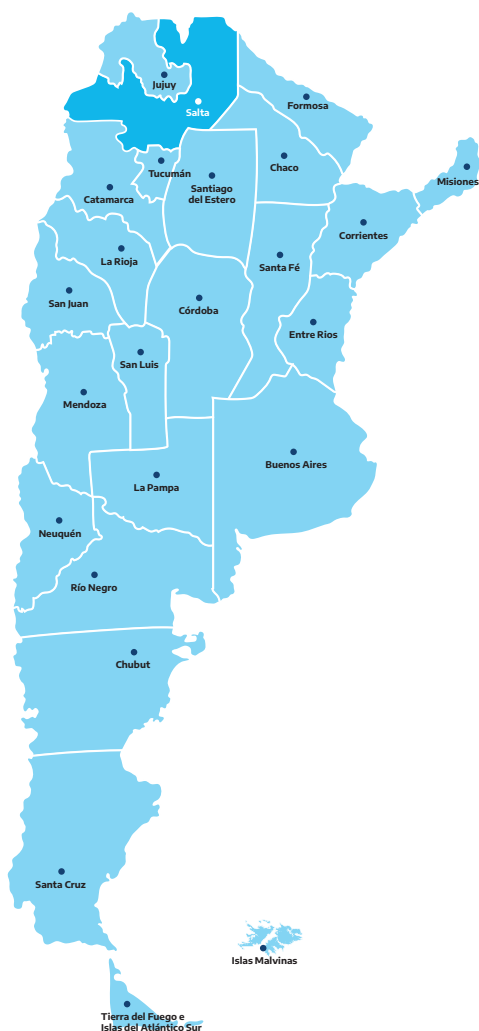 Jujuy
Salta
Formosa
Chaco
Tucumán
Santiago
del Estero
Misiones
Catamarca
Corrientes
La Rioja
Santa Fé
San Juan
Córdoba
Entre Rios
San Luis
Mendoza
Buenos Aires
La Pampa
Neuquén
Río Negro
Chubut
Santa Cruz
Islas Malvinas
Tierra del Fuego e
Islas del Atlántico Sur